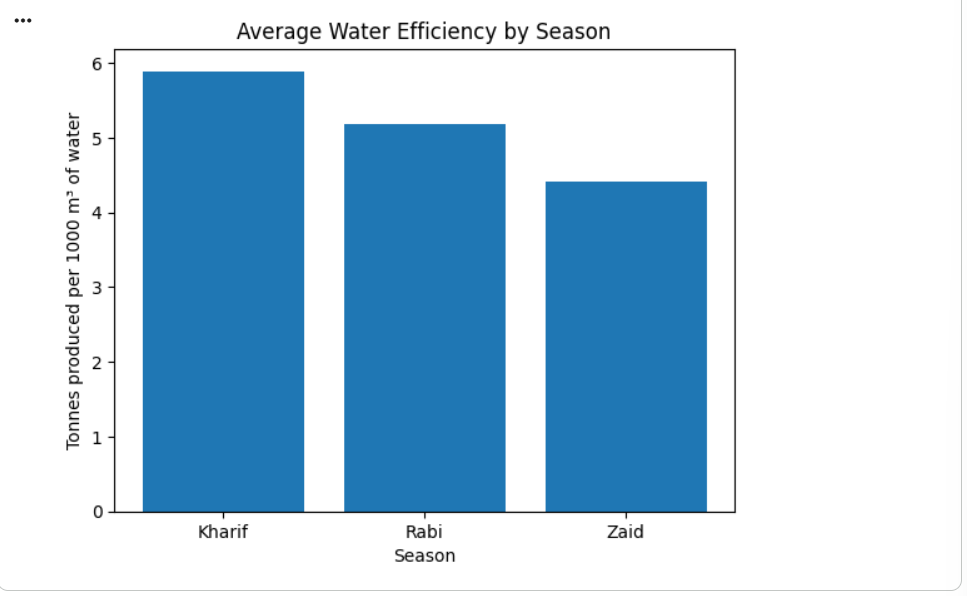 •••
Average Water Efficiency by Season
Tonnes produced per 1000 m³ of water
6
5
4
3
2
1
0
Kharif Rabi Zaid
Season